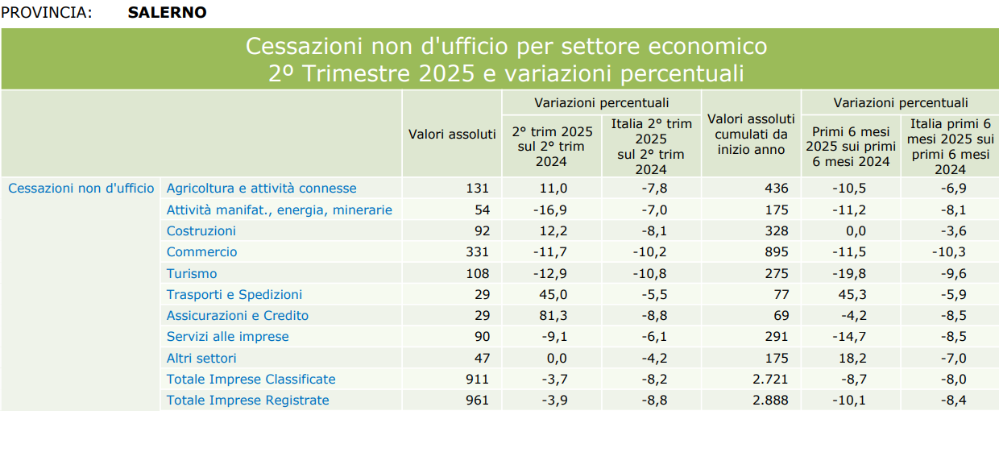 PROVINCIA: SALERNO
Cessazioni non d'ufficio per settore economico
2º Trimestre 2025 e variazioni percentuali
Valori assoluti
Variazioni percentuali
2° trim 2025
sul 2° trim
2024
Italia 2° trim
2025
sul 2° trim
2024
Valori assoluti
cumulati da
inizio anno
Variazioni percentuali
Primi 6 mesi
2025 sui primi
6 mesi 2024
Italia primi 6
mesi 2025 sui
primi 6 mesi
2024
Cessazioni non d'ufficio Agricoltura e attività connesse 131 11,0 -7,8 436 -10,5 -6,9
Attività manifat., energia, minerarie 54 -16,9 -7,0 175 -11,2 -8,1
Costruzioni 92 12,2 -8,1 328 0,0 -3,6
Commercio 331 -11,7 -10,2 895 -11,5 -10,3
Turismo 108 -12,9 -10,8 275 -19,8 -9,6
Trasporti e Spedizioni 29 45,0 -5,5 77 45,3 -5,9
Assicurazioni e Credito 29 81,3 -8,8 69 -4,2 -8,5
Servizi alle imprese 90 -9,1 -6,1 291 -14,7 -8,5
Altri settori 47 0,0 -4,2 175 18,2 -7,0
Totale Imprese Classificate 911 -3,7 -8,2 2.721 -8,7 -8,0
Totale Imprese Registrate 961 -3,9 -8,8 2.888 -10,1 -8,4